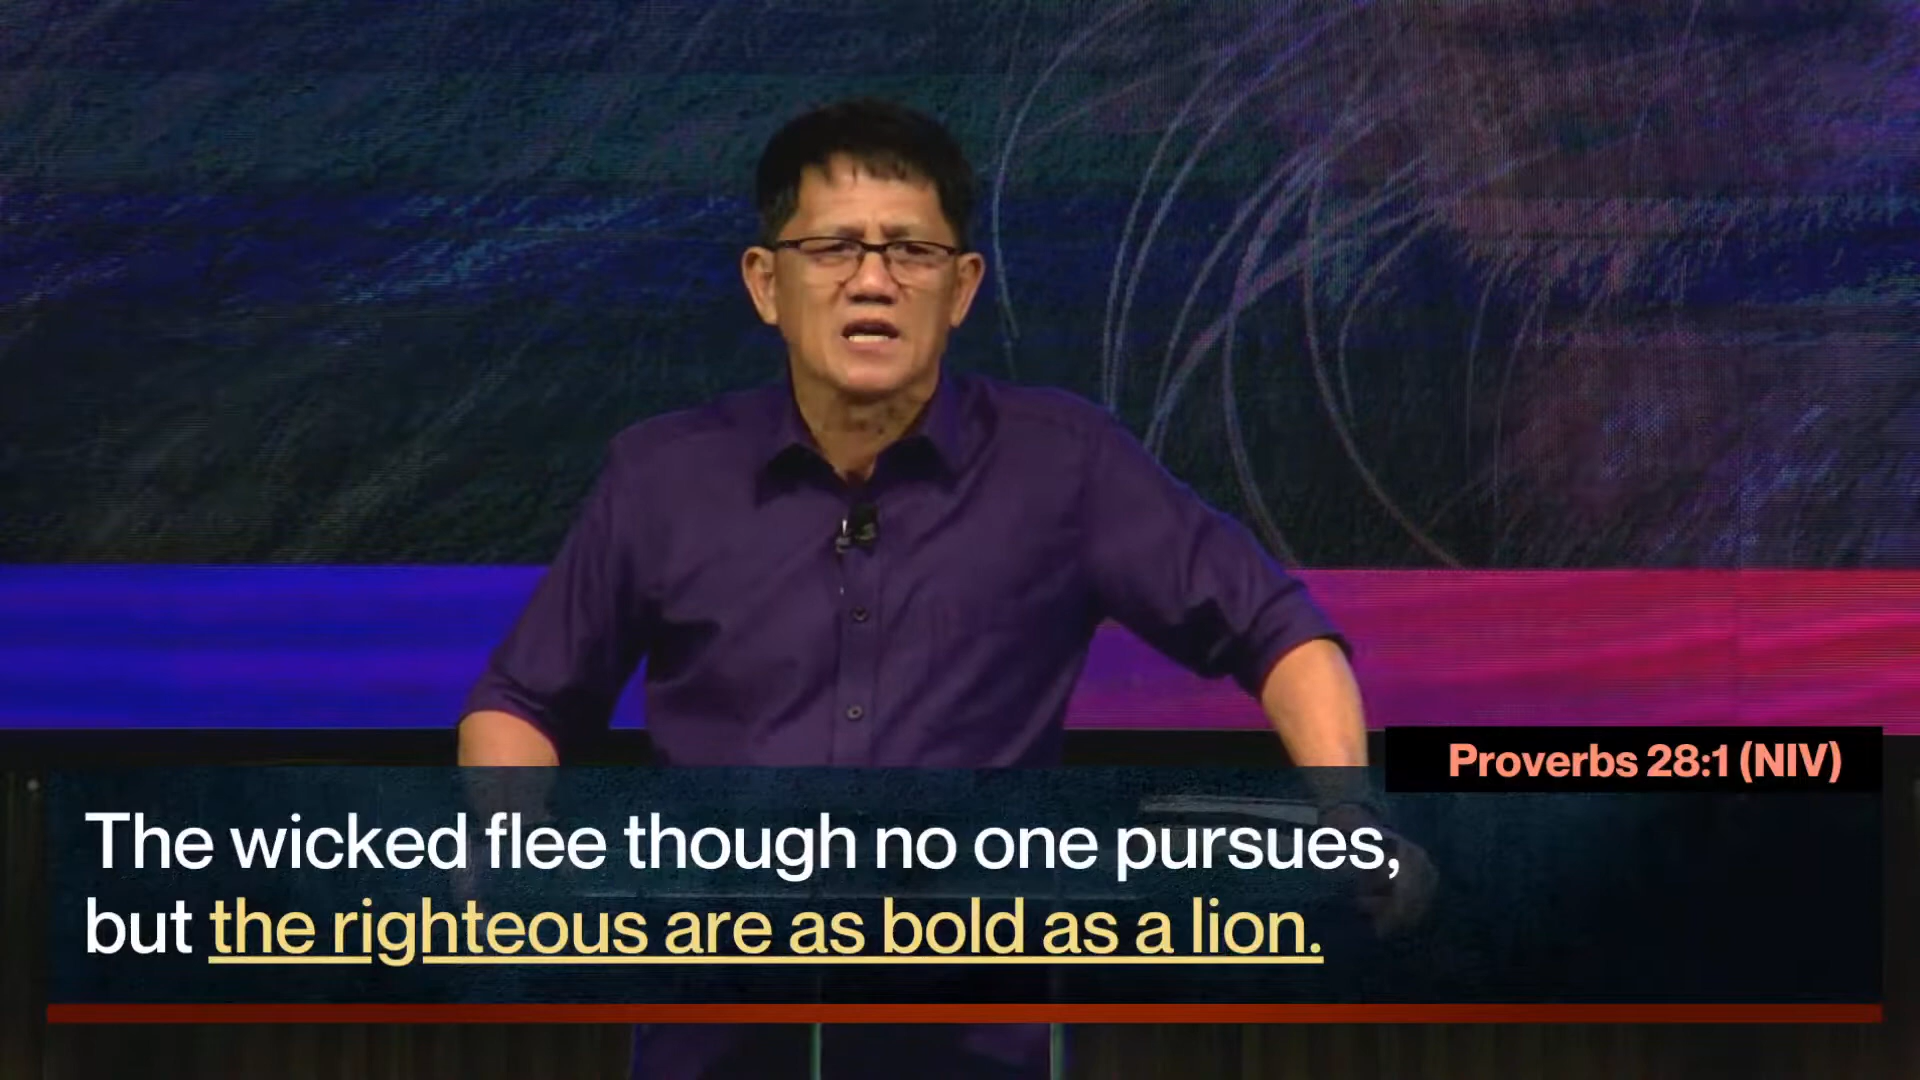 Proverbs 28:1 (NIV)
The wicked flee though no one pursues,
but the righteous are as bold as a lion.